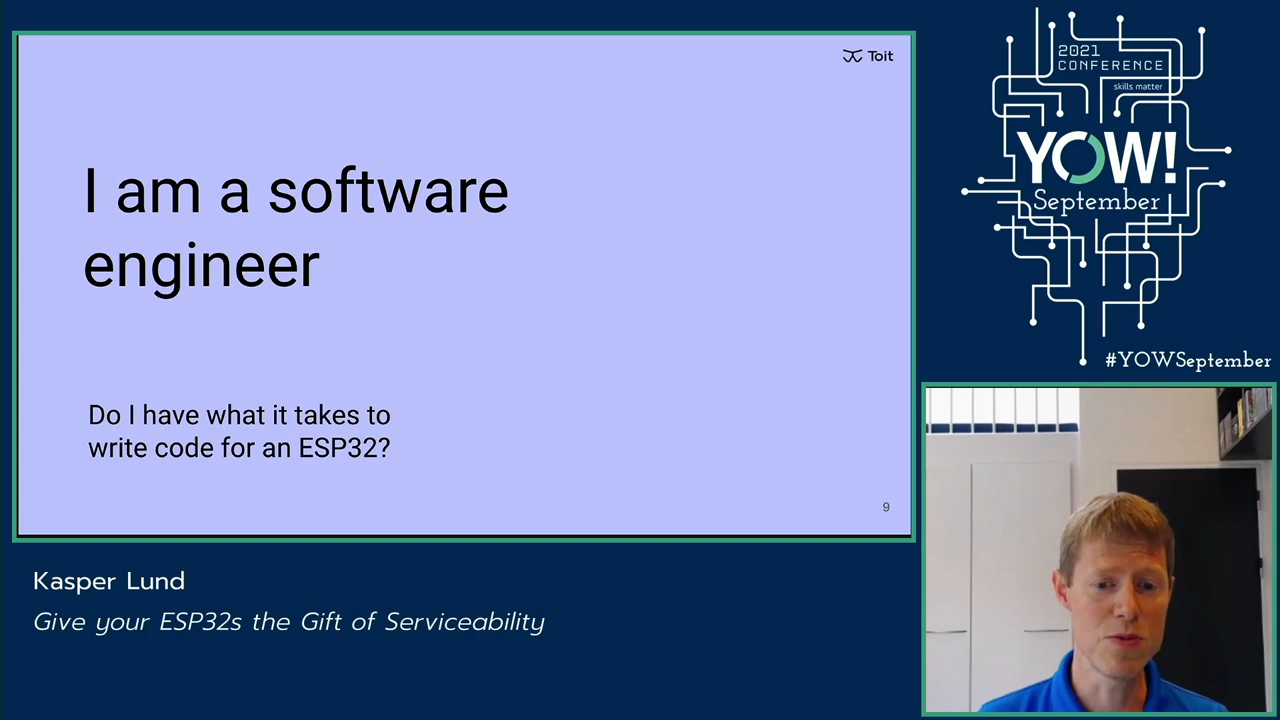 Toit
I am a software
engineer
Do I have what it takes to
write code for an ESP32?
9
2021
CONFERENCE
skills matter
YOW!
September
#YOWSeptember
Kasper Lund
Give your ESP32s the Gift of Serviceability